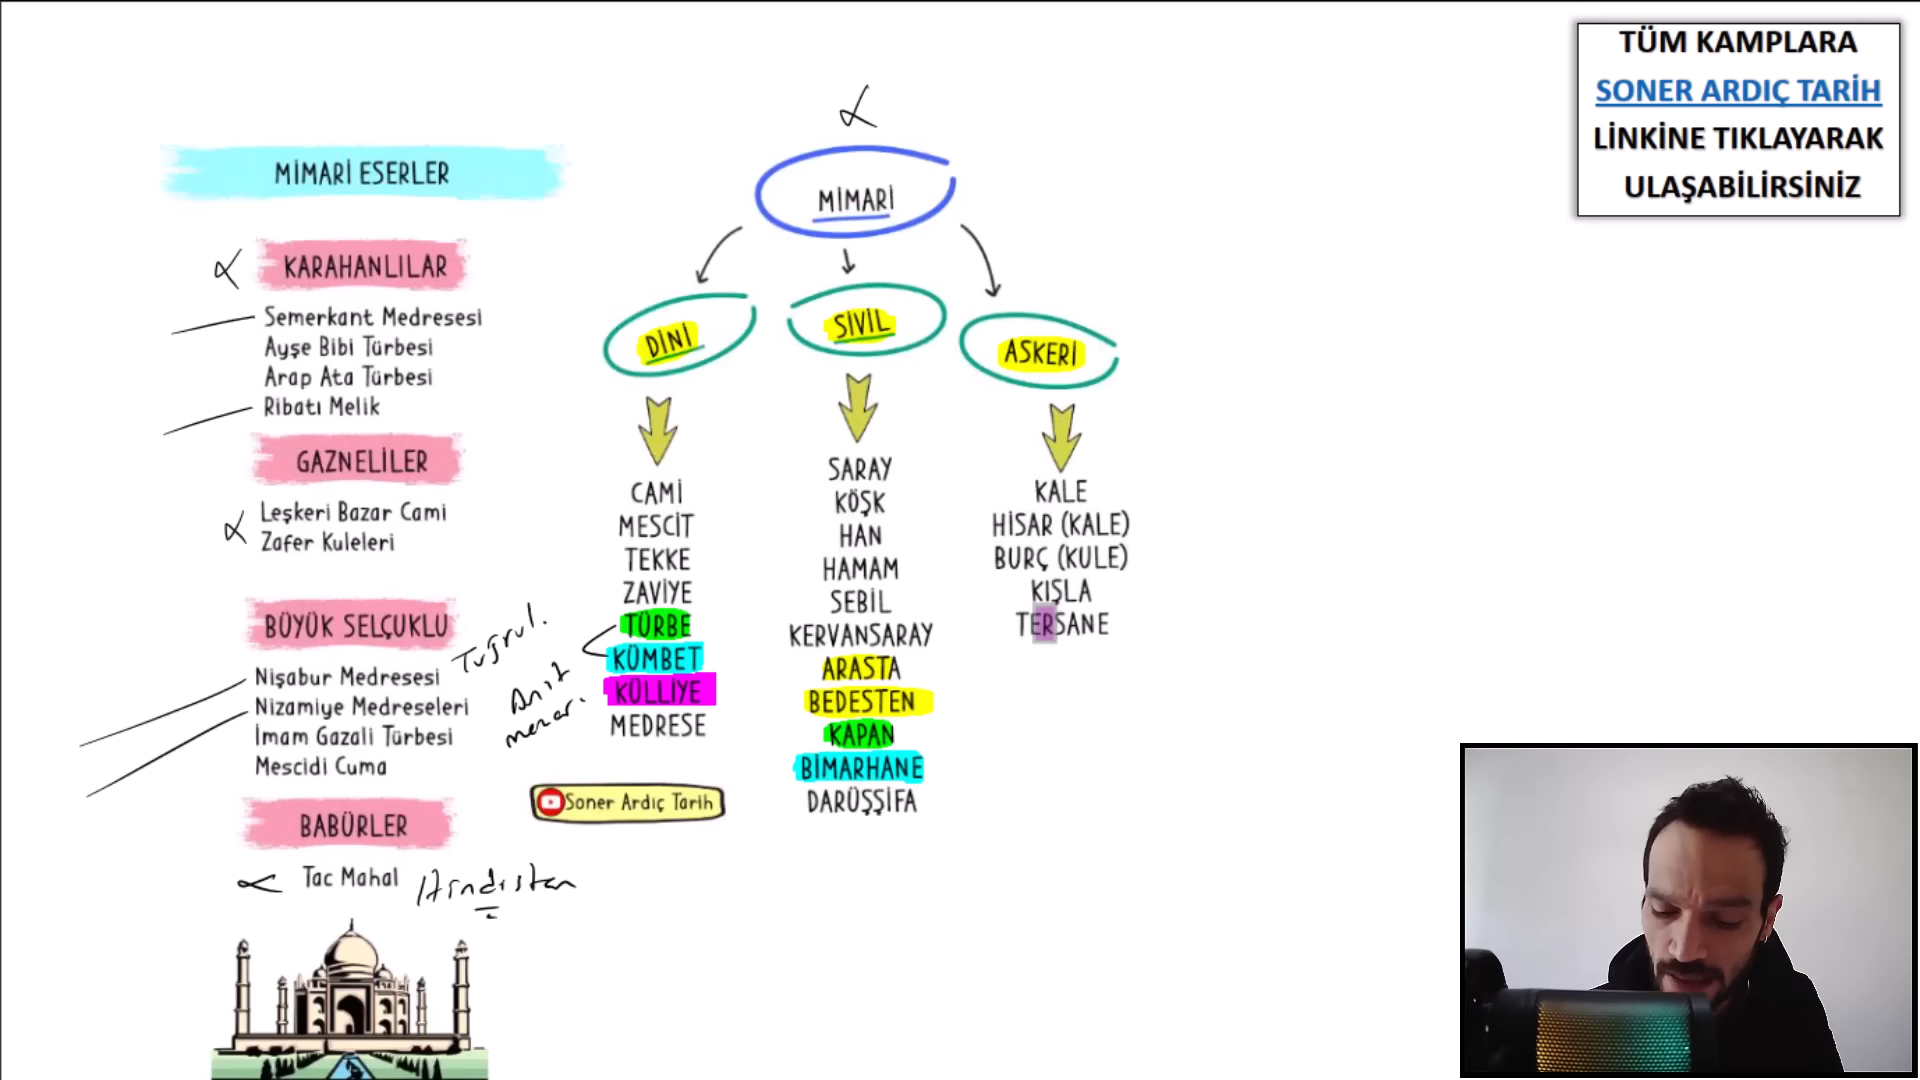 TÜM KAMPLARA
SONER ARDIÇ TARİH
LİNKİNE TIKLAYARAK
ULAŞABİLİRSİNİZ
MİMARİ ESERLER
KARAHANLILAR
Semerkant Medresesi
Ayşe Bibi Türbesi
Arap Ata Türbesi
Ribatı Melik
GAZNELİLER
Leşkeri Bazar Cami
Zafer Kuleleri
BÜYÜK SELÇUKLU
Tuğrul.
Nişabur Medresesi
Nizamiye Medreseleri
İmam Gazali Türbesi
Mescidi Cuma
BABÜRLER
Tac Mahal
Hindistan
MİMARİ
DİNİ
CAMİ
MESCİT
TEKKE
ZAVİYE
TÜRBE
KÜMBET
KÜLLİYE
MEDRESE
Anıt
mezar.
Soner Ardıç Tarih
SİVİL
SARAY
KÖŞK
HAN
HAMAM
SEBİL
KERVANSARAY
ARASTA
BEDESTEN
KAPAN
BİMARHANE
DARÜŞŞİFA
ASKERİ
KALE
HİSAR (KALE)
BURÇ (KULE)
KIŞLA
TERSANE